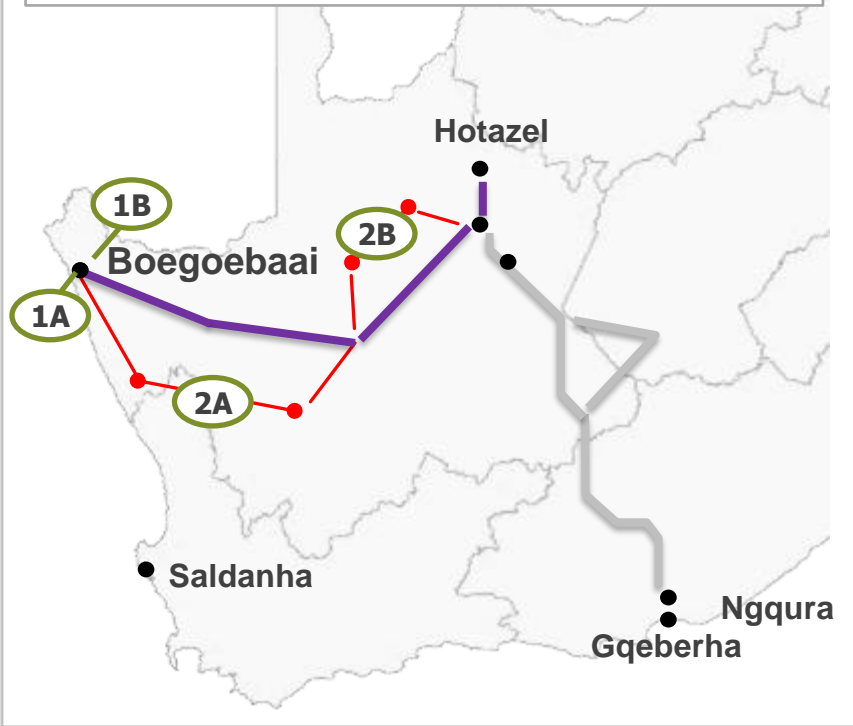 Hotazel
1B
2B
Boegoebaai
1A
2A
Saldanha
Ngqura
Gqeberha